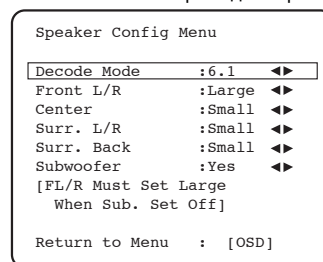 Speaker Config Menu
Decode Mode :6.1 ◄►
Front L/R :Large ◄►
Center :Small ◄►
Surr. L/R :Small ◄►
Surr. Back :Small ◄►
Subwoofer :Yes ◄►
[FL/R Must Set Large
When Sub. Set Off]
Return to Menu : [OSD]